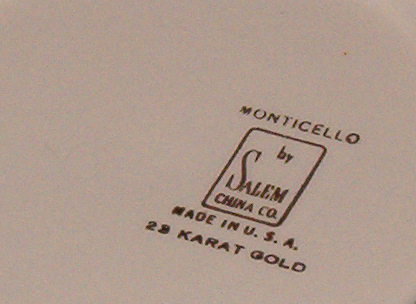 MONTICELLO
by
SALEM
CHINA CO.
MADE IN U. S. A.
23 KARAT GOLD